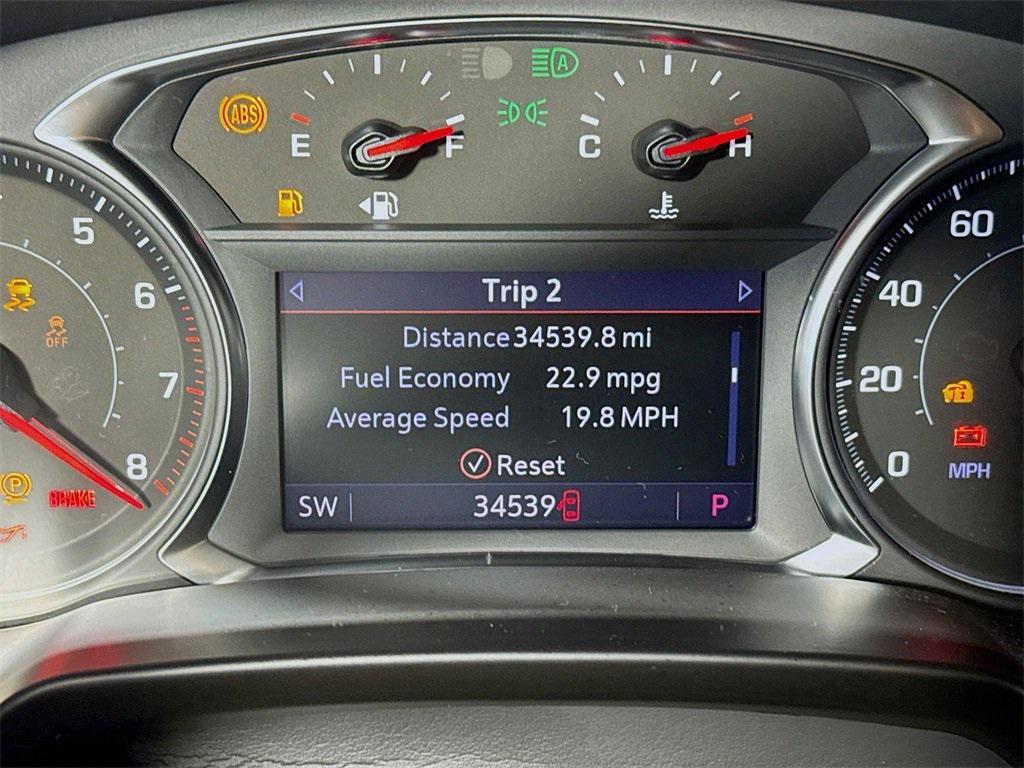 ABS
A
E F
C H
5
6
7
8
OFF
P
BRAKE
Trip 2
Distance 34539.8 mi
Fuel Economy 22.9 mpg
Average Speed 19.8 MPH
Reset
SW 34539 P
60
40
20
0
MPH